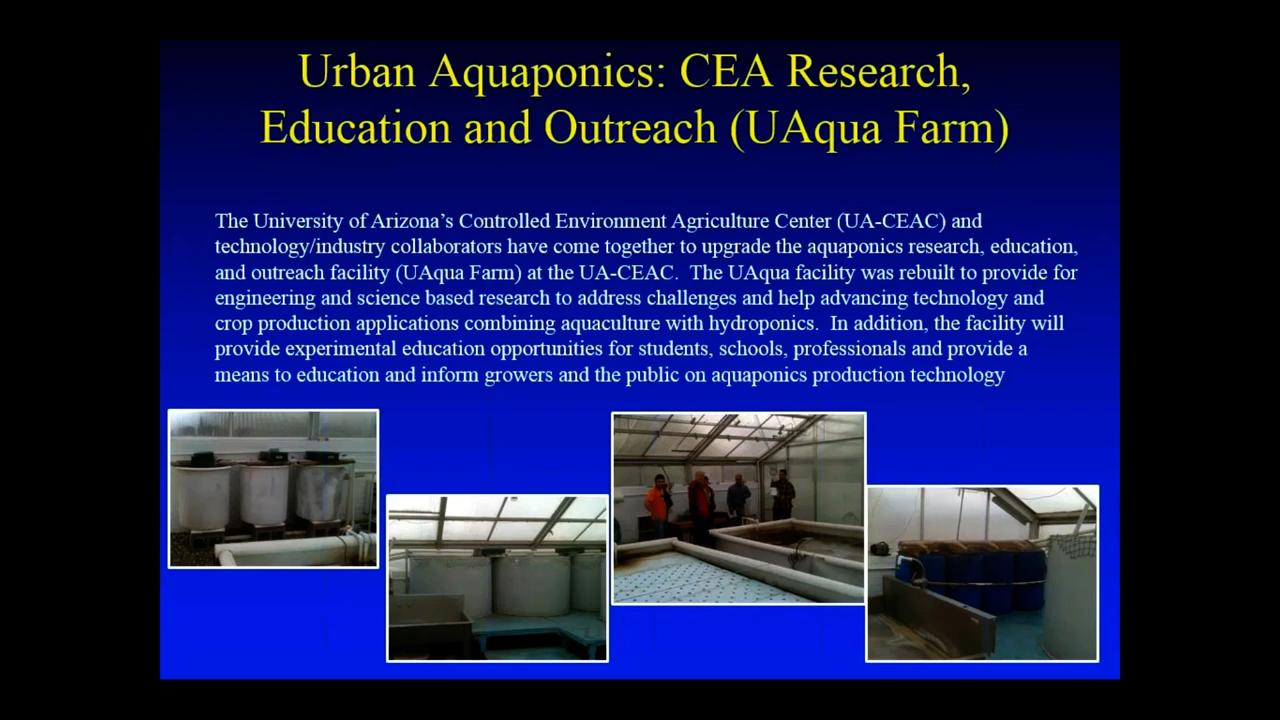 Urban Aquaponics: CEA Research,
Education and Outreach (UAqua Farm)
The University of Arizona's Controlled Environment Agriculture Center (UA-CEAC) and
technology/industry collaborators have come together to upgrade the aquaponics research, education,
and outreach facility (UAqua Farm) at the UA-CEAC.  The UAqua facility was rebuilt to provide for
engineering and science based research to address challenges and help advancing technology and
crop production applications combining aquaculture with hydroponics.  In addition, the facility will
provide experimental education opportunities for students, schools, professionals and provide a
means to education and inform growers and the public on aquaponics production technology